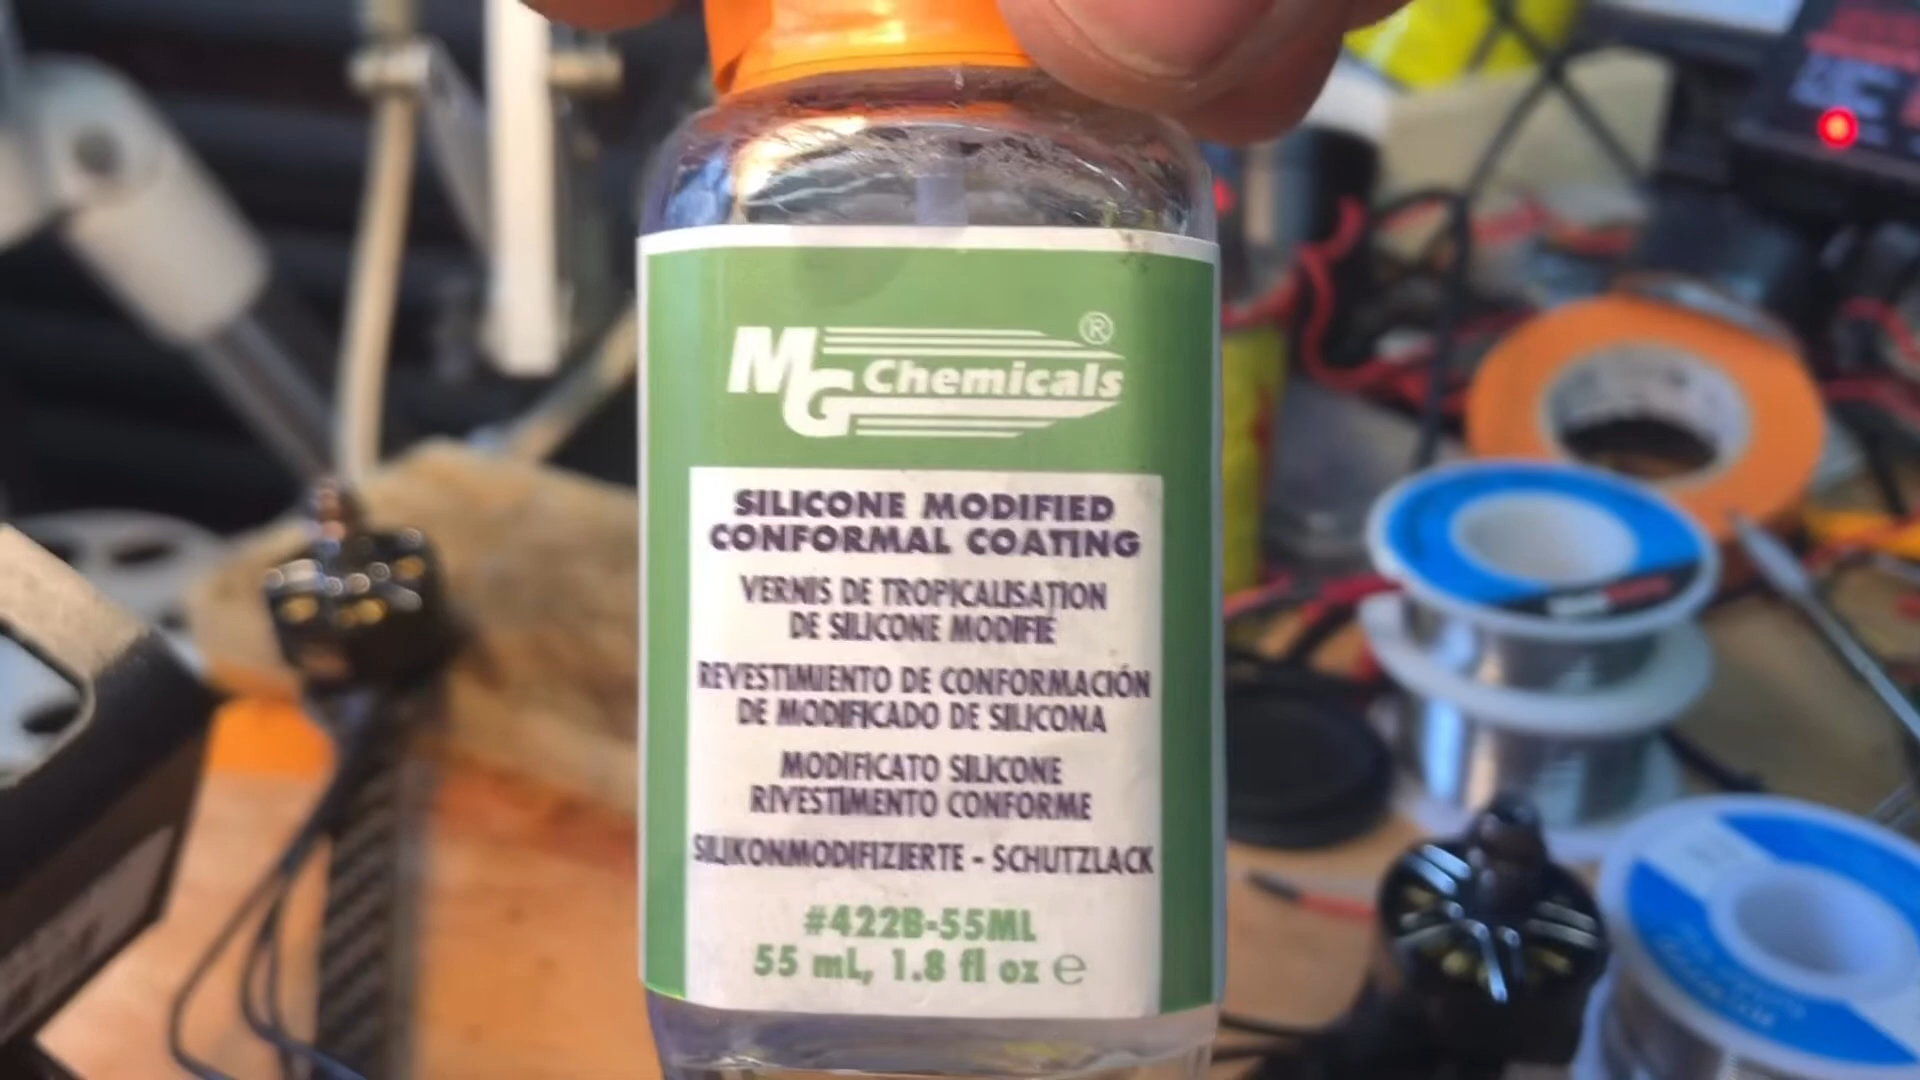 MG Chemicals®
SILICONE MODIFIED
CONFORMAL COATING
VERNIS DE TROPICALISATION
DE SILICONE MODIFIÉ
REVESTIMIENTO DE CONFORMACIÓN
DE MODIFICADO DE SILICONA
MODIFICATO SILICONE
RIVESTIMENTO CONFORME
SILIKONMODIFIZIERTE - SCHUTZLACK
#422B-55ML
55 mL, 1.8 fl oz ℮